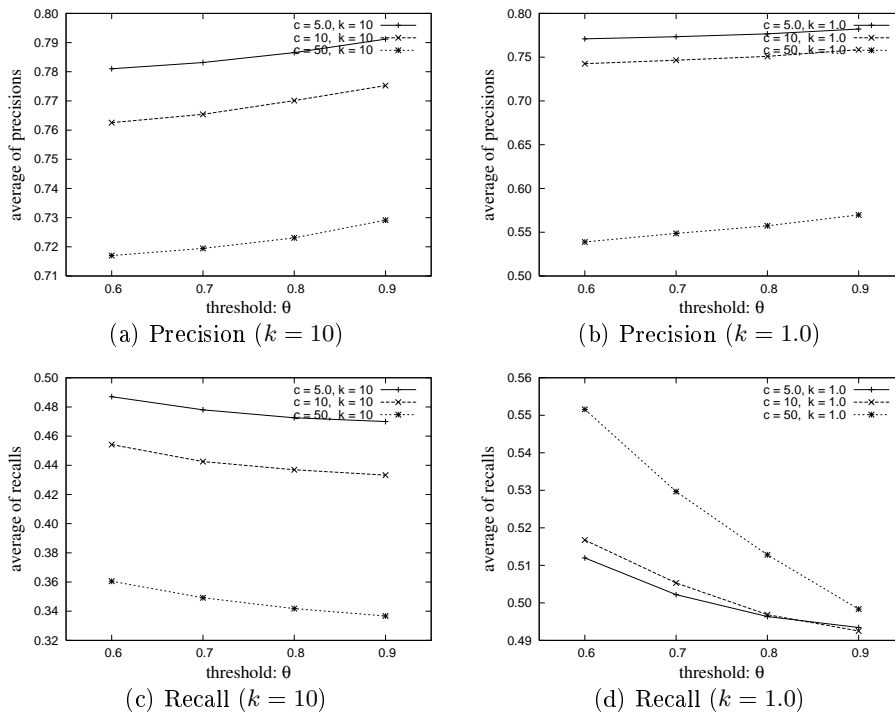 0.80
0.79
0.78
0.77
0.76
0.75
0.74
0.73
0.72
0.71
0.6 0.7 0.8 0.9
average of precisions
threshold: θ
c = 5.0, k = 10
c = 10, k = 10
c = 50, k = 10
(a) Precision (k = 10)
0.80
0.75
0.70
0.65
0.60
0.55
0.50
0.6 0.7 0.8 0.9
average of precisions
threshold: θ
c = 5.0, k = 1.0
c = 10, k = 1.0
c = 50, k = 1.0
(b) Precision (k = 1.0)
0.50
0.48
0.46
0.44
0.42
0.40
0.38
0.36
0.34
0.32
0.6 0.7 0.8 0.9
average of recalls
threshold: θ
c = 5.0, k = 10
c = 10, k = 10
c = 50, k = 10
(c) Recall (k = 10)
0.56
0.55
0.54
0.53
0.52
0.51
0.50
0.49
0.6 0.7 0.8 0.9
average of recalls
threshold: θ
c = 5.0, k = 1.0
c = 10, k = 1.0
c = 50, k = 1.0
(d) Recall (k = 1.0)